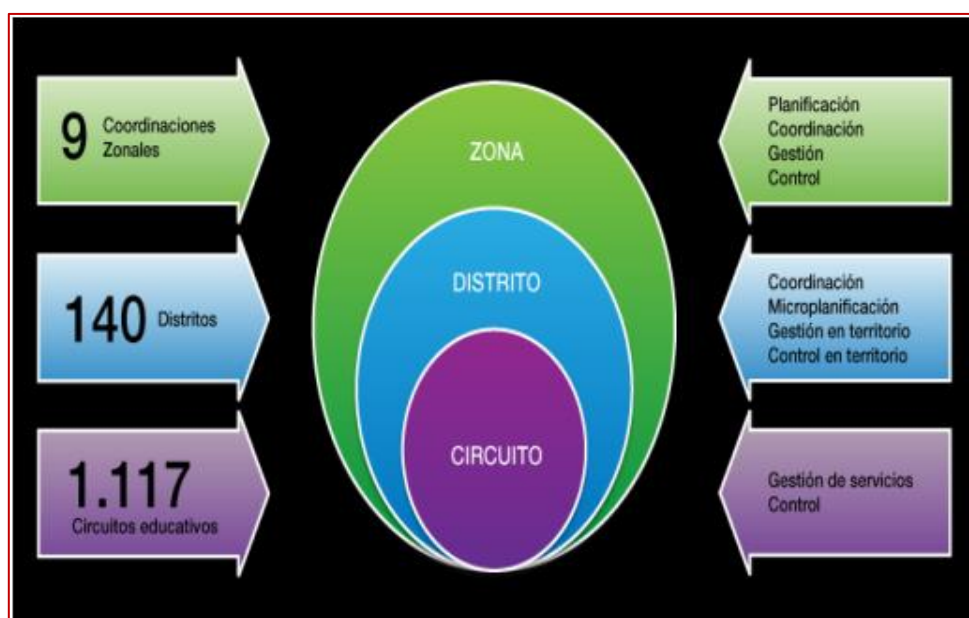 9 Coordinaciones
Zonales
ZONA
Planificación
Coordinación
Gestión
Control
140 Distritos
DISTRITO
Coordinación
Microplanificación
Gestión en territorio
Control en territorio
1.117
Circuitos educativos
CIRCUITO
Gestión de servicios
Control